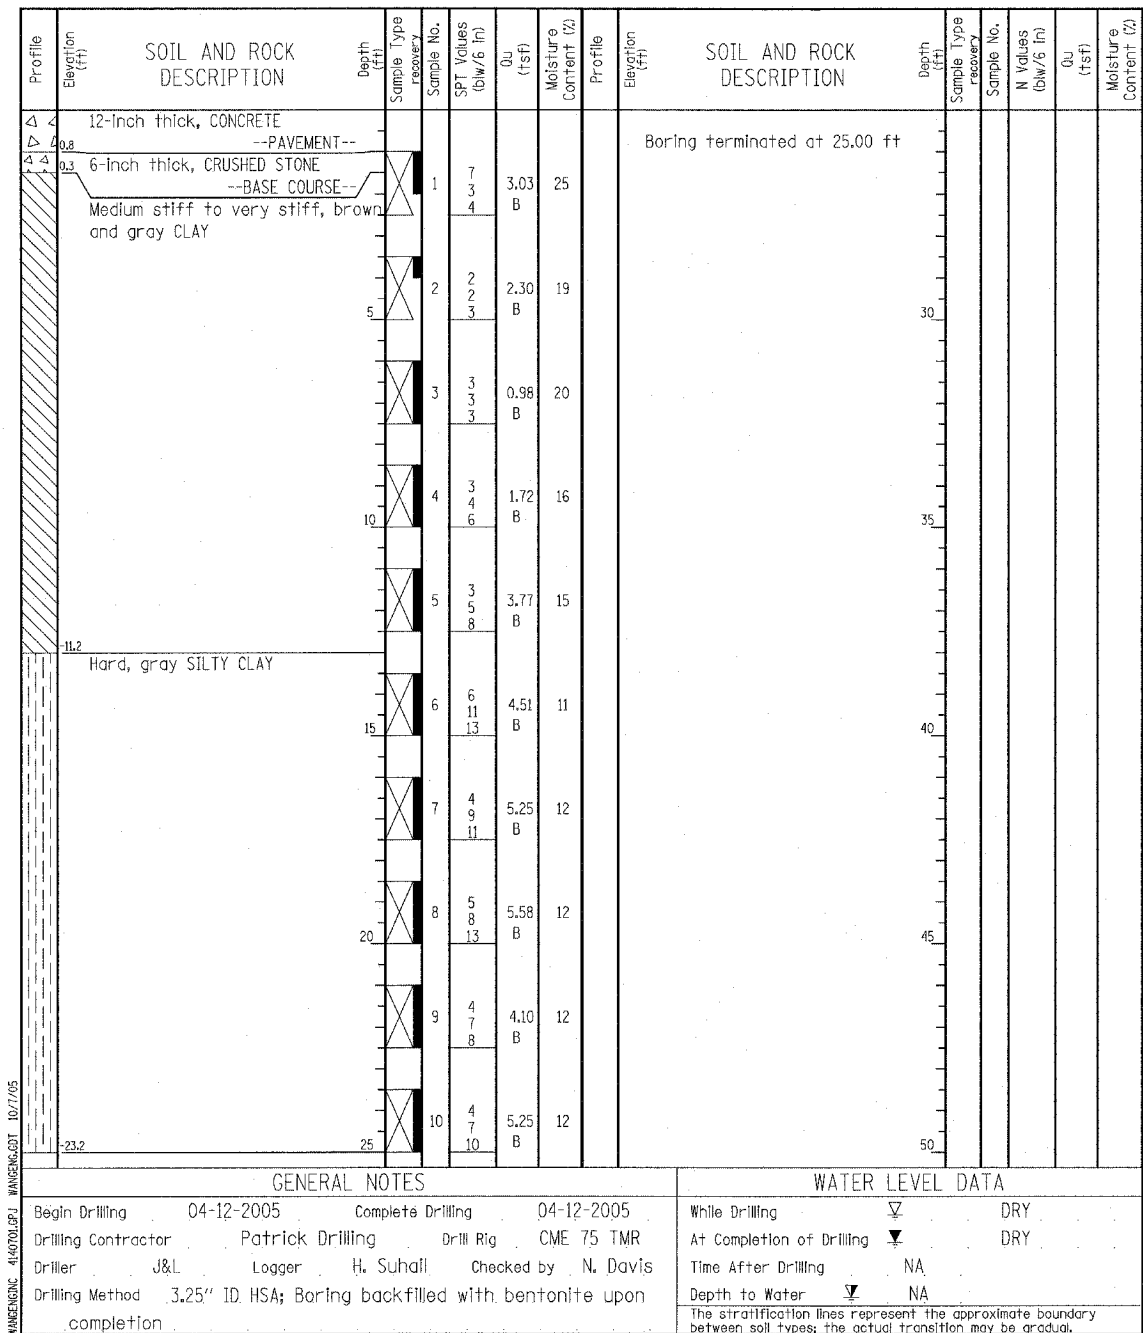 Profile
Elevation (ft)
SOIL AND ROCK
DESCRIPTION
Depth (ft)
Sample Type
recovery
Sample No.
SPT Values
(blw/6 in)
Qu
(tsf)
Moisture
Content (%)
Profile
Elevation (ft)
SOIL AND ROCK
DESCRIPTION
Depth (ft)
Sample Type
recovery
Sample No.
N Values
(blw/6 in)
Qu
(tsf)
Moisture
Content (%)
12-inch thick, CONCRETE
0.8 --PAVEMENT--
0.3 6-inch thick, CRUSHED STONE
--BASE COURSE--
Medium stiff to very stiff, brown
and gray CLAY
1 7 3 4 3.03 B 25
2 2 2 3 2.30 B 19
5
3 3 3 3 0.98 B 20
4 3 4 6 1.72 B 16
10
5 3 5 8 3.77 B 15
-11.2
Hard, gray SILTY CLAY
6 6 11 13 4.51 B 11
15
7 4 9 11 5.25 B 12
8 5 8 13 5.58 B 12
20
9 4 7 8 4.10 B 12
10 4 7 10 5.25 B 12
-23.2 25
Boring terminated at 25.00 ft
30
35
40
45
50
GENERAL NOTES
Begin Drilling 04-12-2005 Complete Drilling 04-12-2005
Drilling Contractor Patrick Drilling Drill Rig CME 75 TMR
Driller J&L Logger H. Suhail Checked by N. Davis
Drilling Method 3.25" ID HSA; Boring backfilled with bentonite upon
completion
WATER LEVEL DATA
While Drilling DRY
At Completion of Drilling DRY
Time After Drilling NA
Depth to Water NA
The stratification lines represent the approximate boundary
between soil types; the actual transition may be gradual.
WANGENGINC 4140701.GPJ WANGENG.GDT 10/7/05